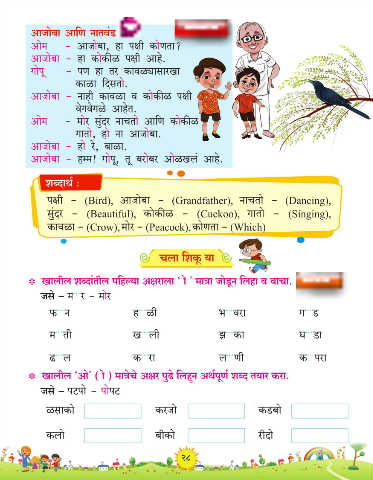 आजोबा आणि नातवंडं
ओम - आजोबा, हा पक्षी कोणता?
आजोबा - हा कोकीळ पक्षी आहे.
गोपू - पण हा तर कावळ्यासारखा
काळा दिसतो.
आजोबा - नाही कावळा व कोकीळ पक्षी
वेगवेगळे आहेत.
ओम - मोर सुंदर नाचतो आणि कोकीळ
गातो, हो ना आजोबा.
आजोबा - हो रे, बाळा.
आजोबा - हम्म! गोपू, तू बरोबर ओळखलं आहे.
शब्दार्थ :
पक्षी – (Bird), आजोबा – (Grandfather), नाचतो – (Dancing),
सुंदर – (Beautiful), कोकीळ – (Cuckoo), गातो – (Singing),
कावळा – (Crow), मोर – (Peacock), कोणता – (Which)
चला शिकू या
खालील शब्दांतील पहिल्या अक्षराला 'ो' मात्रा जोडून लिहा व वाचा.
जसे – म र - मोर
फ न ह ळी भ वरा ग ड
म ती ख ली झ का घ डा
ढ ल क रा ल णी क परा
खालील 'ओ' (ो) मात्रेचे अक्षर पुढे लिहून अर्थपूर्ण शब्द तयार करा.
जसे – पटपो - पोपट
ळसाको करजो कडबो
कलो बीको रीदो
२८